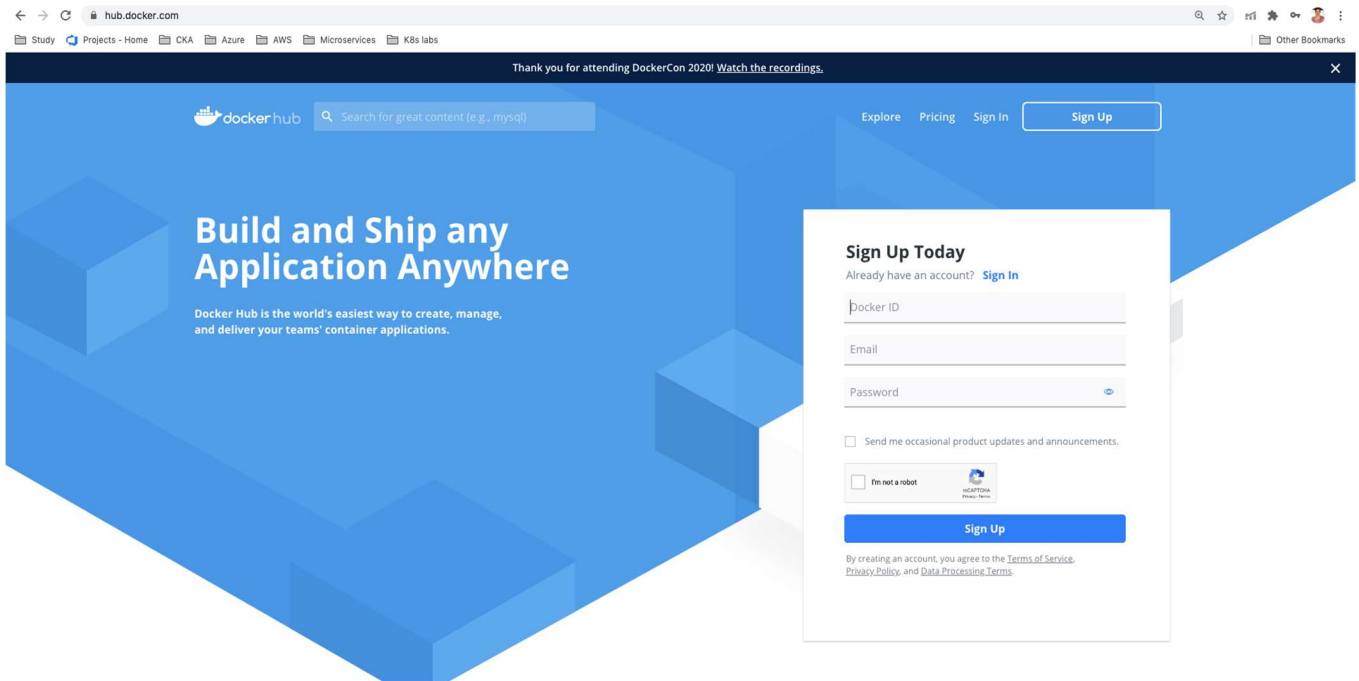 hub.docker.com
Study Projects - Home CKA Azure AWS Microservices K8s labs Other Bookmarks
Thank you for attending DockerCon 2020! Watch the recordings.
dockerhub Search for great content (e.g., mysql) Explore Pricing Sign In Sign Up
Build and Ship any
Application Anywhere
Docker Hub is the world's easiest way to create, manage,
and deliver your teams' container applications.
Sign Up Today
Already have an account? Sign In
Docker ID
Email
Password
Send me occasional product updates and announcements.
I'm not a robot
reCAPTCHA
Privacy - Terms
Sign Up
By creating an account, you agree to the Terms of Service,
Privacy Policy, and Data Processing Terms.